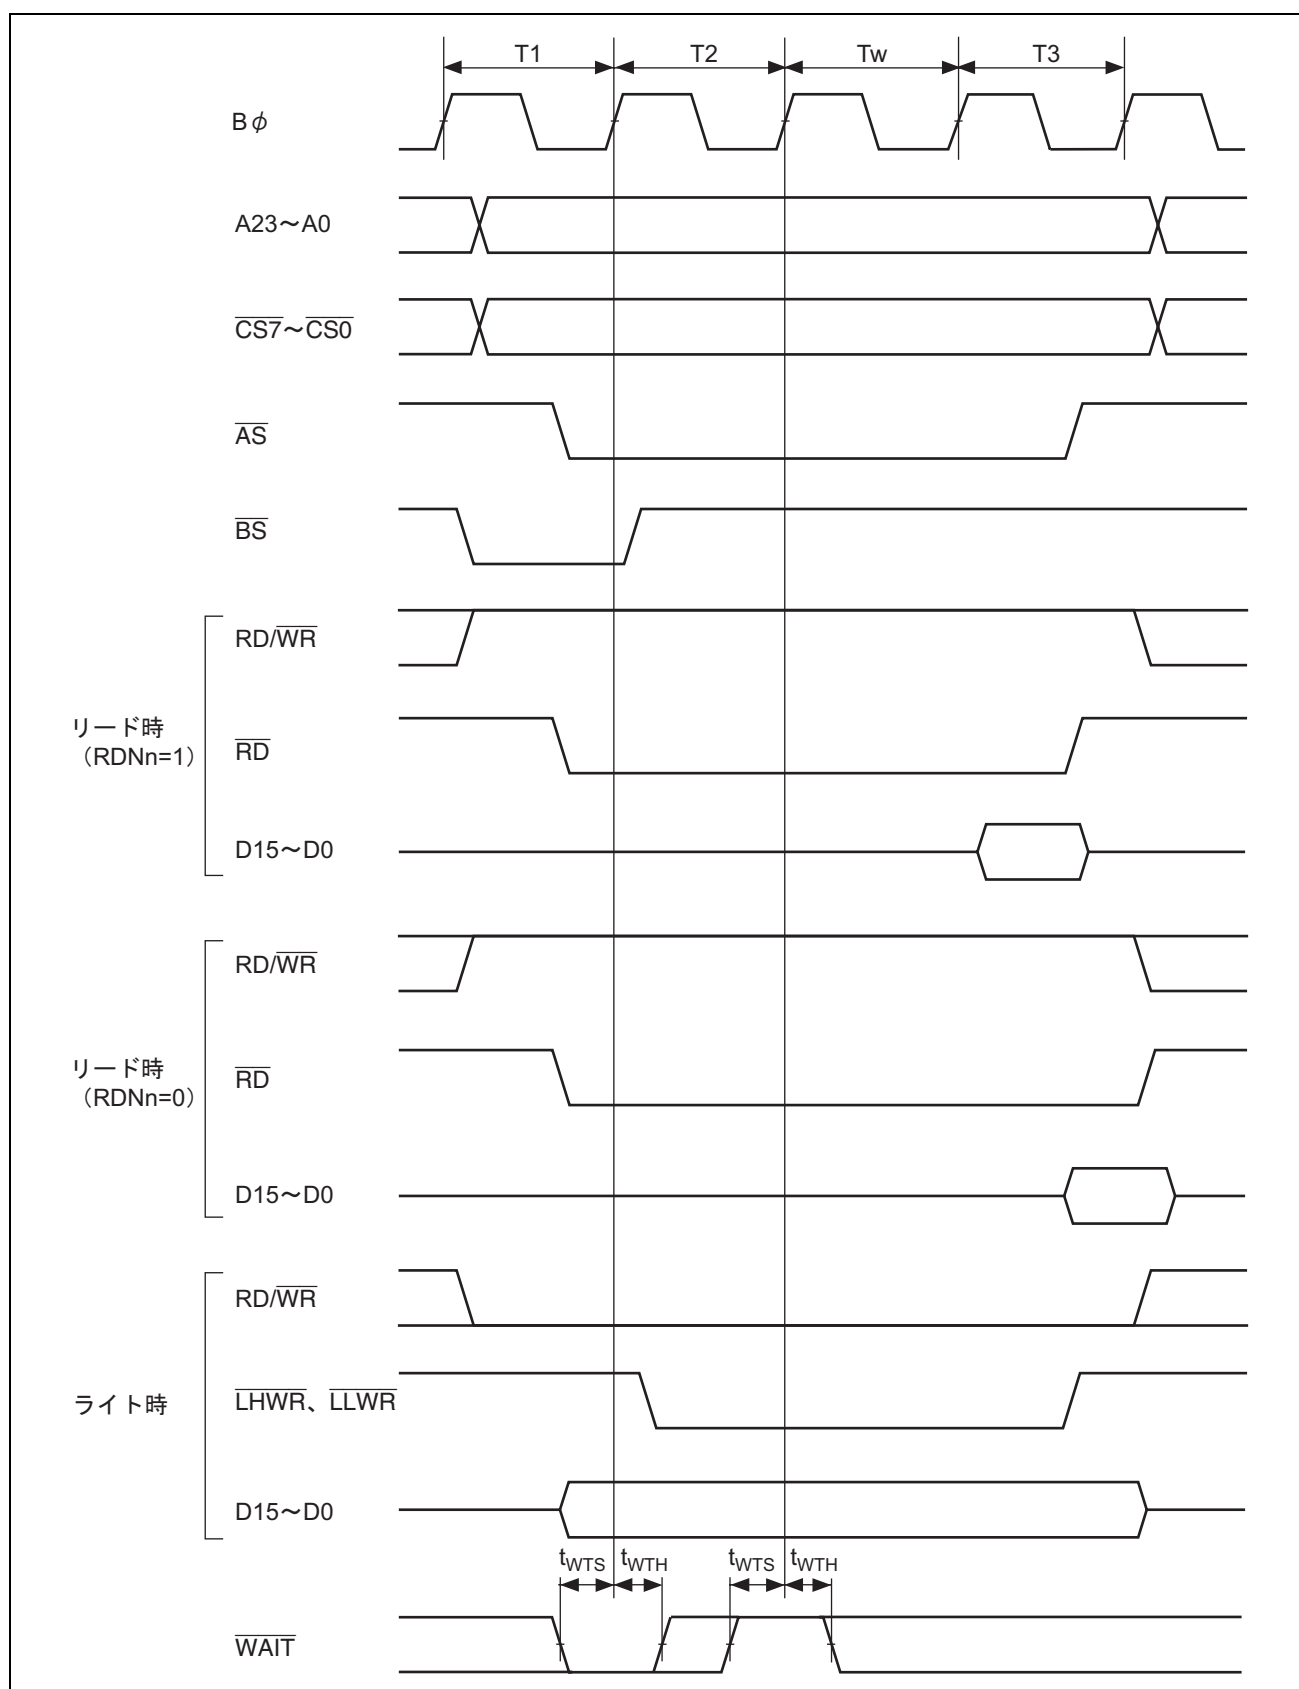 T1 T2 Tw T3
Bφ
A23～A0
CS7～CS0
AS
BS
RD/WR
リード時
（RDNn=1）
RD
D15～D0
RD/WR
リード時
（RDNn=0）
RD
D15～D0
RD/WR
ライト時
LHWR、LLWR
D15～D0
tWTS tWTH tWTS tWTH
WAIT